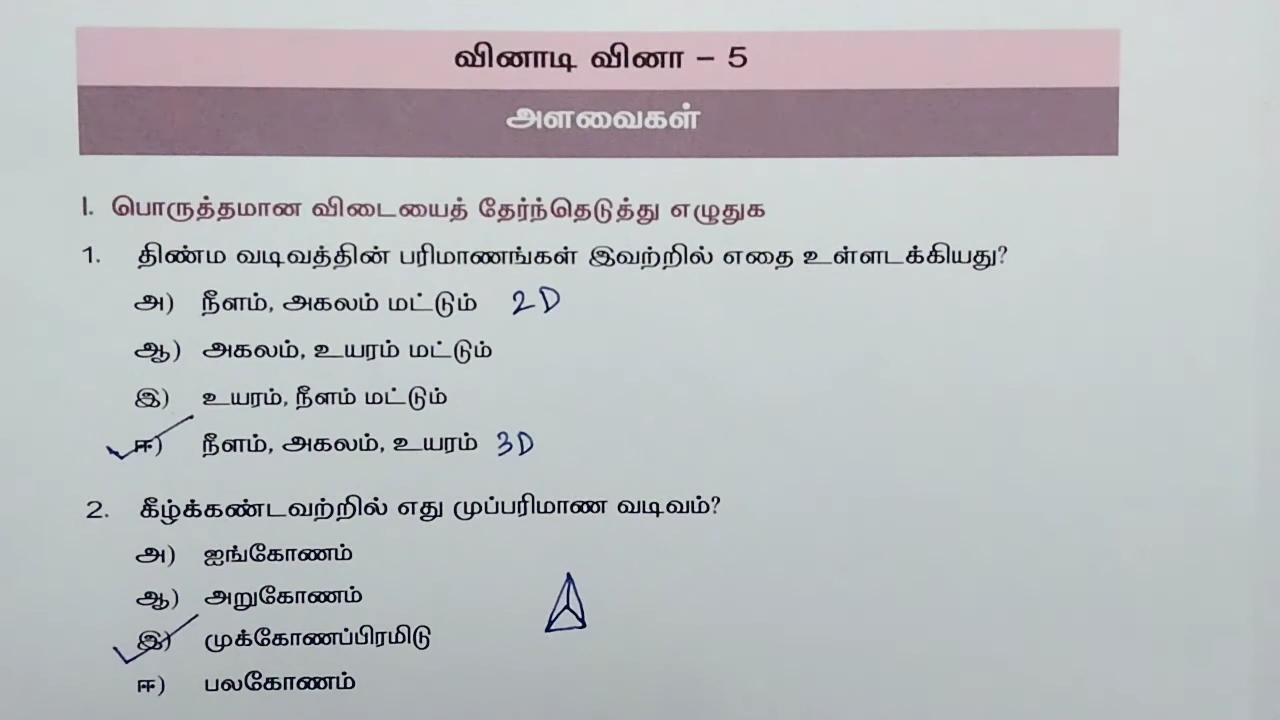 வினாடி வினா – 5
அளவைகள்
I. பொருத்தமான விடையைத் தேர்ந்தெடுத்து எழுதுக
1. திண்ம வடிவத்தின் பரிமாணங்கள் இவற்றில் எதை உள்ளடக்கியது?
அ) நீளம், அகலம் மட்டும் 2D
ஆ) அகலம், உயரம் மட்டும்
இ) உயரம், நீளம் மட்டும்
ஈ) நீளம், அகலம், உயரம் 3D
2. கீழ்க்கண்டவற்றில் எது முப்பரிமாண வடிவம்?
அ) ஐங்கோணம்
ஆ) அறுகோணம்
இ) முக்கோணப்பிரமிடு
ஈ) பலகோணம்